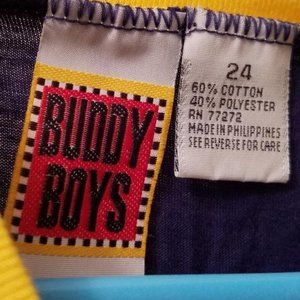 BUDDY
BOYS
24
60% COTTON
40% POLYESTER
RN 77272
MADE IN PHILIPPINES
SEE REVERSE FOR CARE